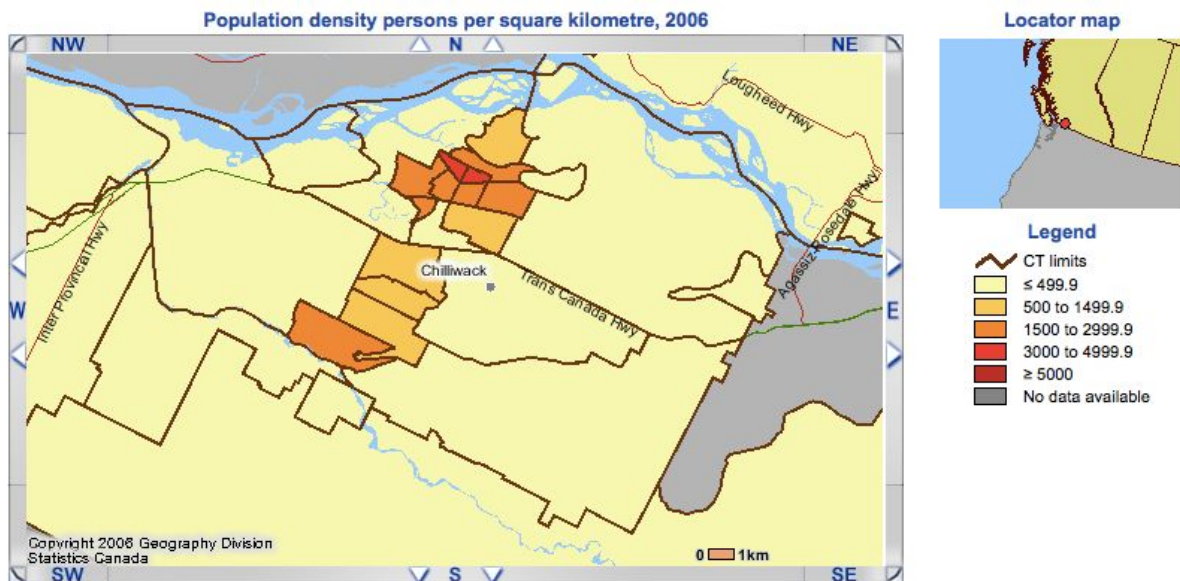 Population density persons per square kilometre, 2006
Locator map
NW
N
NE
Lougheed Hwy
Agassiz-Rosedale Hwy
Inter Provincial Hwy
Chilliwack
Trans Canada Hwy
W
E
Legend
CT limits
≤ 499.9
500 to 1499.9
1500 to 2999.9
3000 to 4999.9
≥ 5000
No data available
Copyright 2006 Geography Division
Statistics Canada
0 1km
SW
S
SE